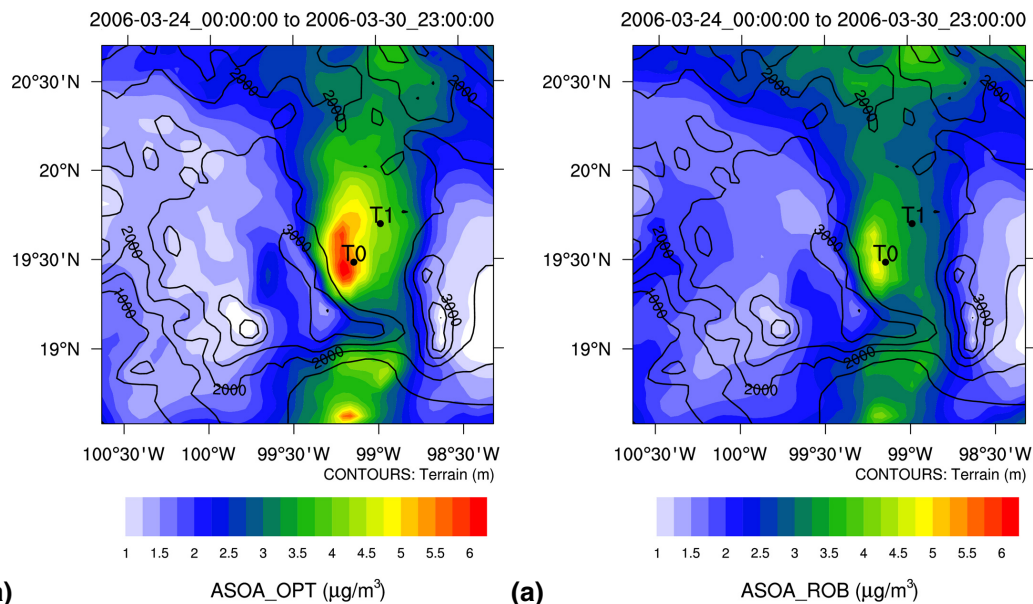 2006-03-24_00:00:00 to 2006-03-30_23:00:00
20°30'N
20°N
19°30'N
19°N
2000
2000
2000
3000
T1
T0
2000
1000
3000
2000
2000
100°30'W 100°W 99°30'W 99°W 98°30'W
CONTOURS: Terrain (m)
1 1.5 2 2.5 3 3.5 4 4.5 5 5.5 6
a) ASOA_OPT (μg/m³)
2006-03-24_00:00:00 to 2006-03-30_23:00:00
20°30'N
20°N
19°30'N
19°N
2000
2000
2000
3000
T1
T0
2000
1000
3000
2000
2000
100°30'W 100°W 99°30'W 99°W 98°30'W
CONTOURS: Terrain (m)
1 1.5 2 2.5 3 3.5 4 4.5 5 5.5 6
(a) ASOA_ROB (μg/m³)